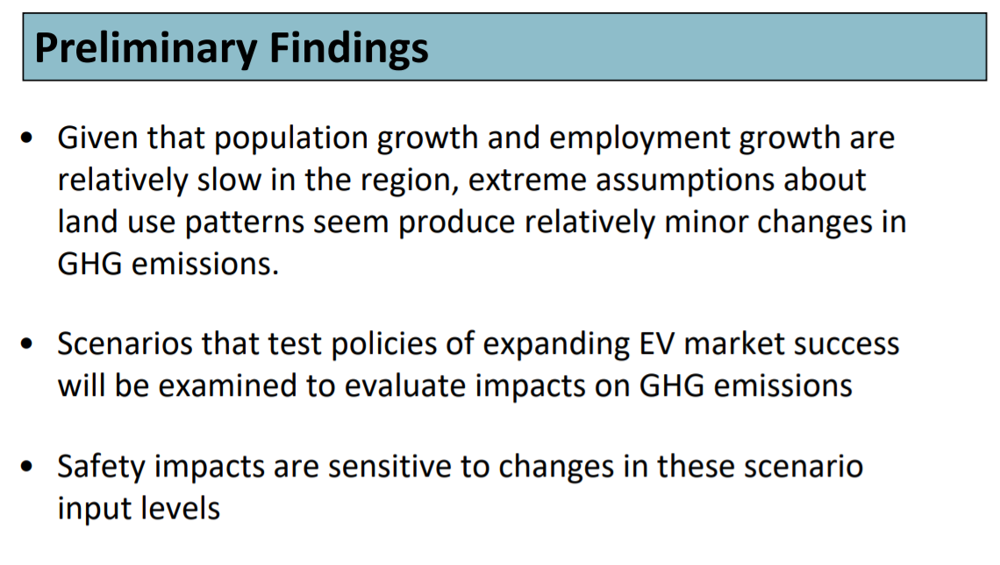 Preliminary Findings
• Given that population growth and employment growth are
relatively slow in the region, extreme assumptions about
land use patterns seem produce relatively minor changes in
GHG emissions.
• Scenarios that test policies of expanding EV market success
will be examined to evaluate impacts on GHG emissions
• Safety impacts are sensitive to changes in these scenario
input levels